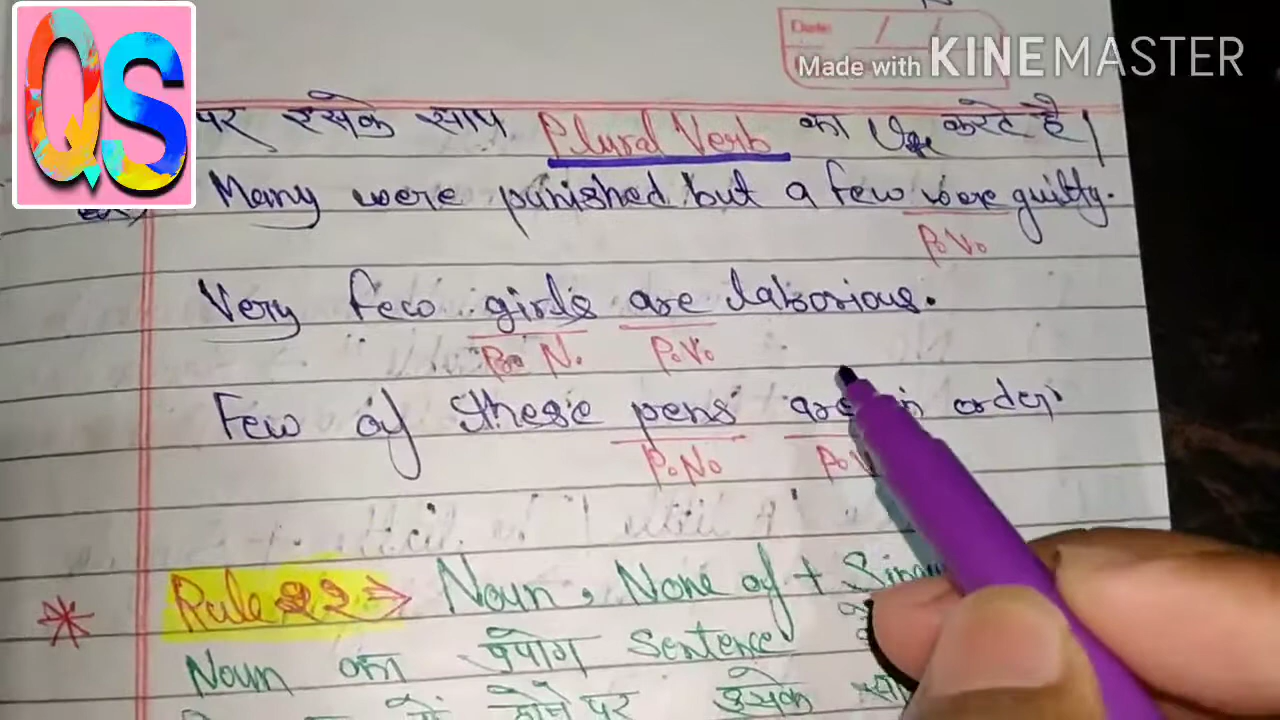 QS
Date: / /
Made with KINEMASTER
पर इसके साथ Plural Verb का Use करते है।
Many were punished but a few were guilty.
P.V.
Very few girls are laborious.
P. N. P.V.
Few of these pens are in order.
P.N. P.V
Rule 22 → Noun, None of +
Noun का प्रयोग Sentence
में होने पर उसके सा